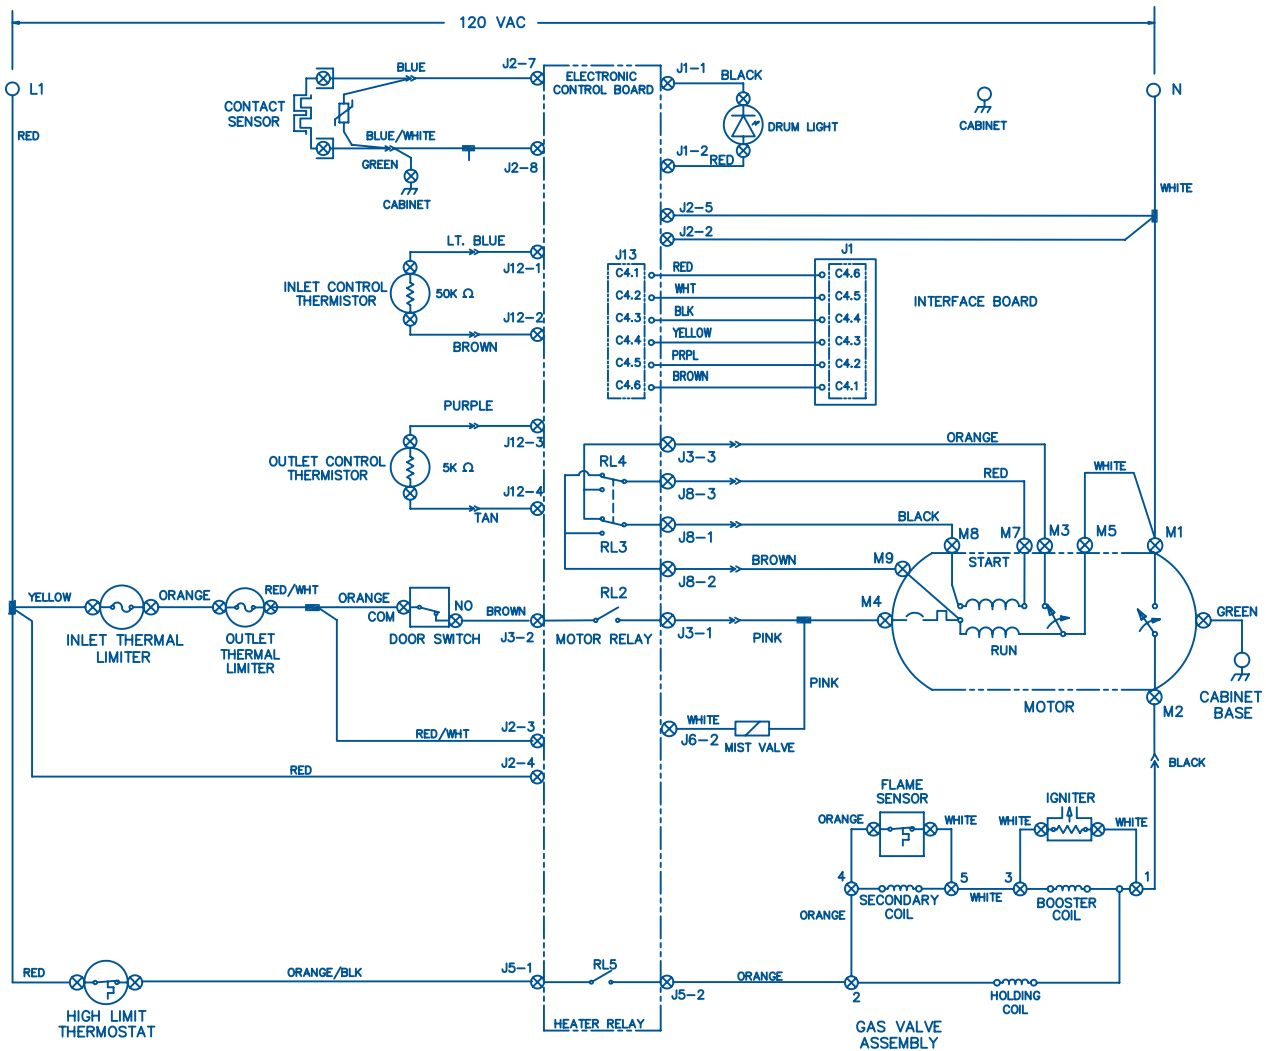 120 VAC
L1
N
RED
CONTACT
SENSOR
BLUE
J2-7
BLUE/WHITE
GREEN
J2-8
CABINET
ELECTRONIC
CONTROL BOARD
J1-1
BLACK
DRUM LIGHT
J1-2
RED
CABINET
WHITE
J2-5
J2-2
LT. BLUE
J12-1
INLET CONTROL
THERMISTOR
50K Ω
J12-2
BROWN
J13
J1
C4.1
RED
C4.6
C4.2
WHT
C4.5
C4.3
BLK
C4.4
C4.4
YELLOW
C4.3
C4.5
PRPL
C4.2
C4.6
BROWN
C4.1
INTERFACE BOARD
PURPLE
J12-3
OUTLET CONTROL
THERMISTOR
5K Ω
J12-4
TAN
RL4
RL3
J3-3
ORANGE
J8-3
RED
J8-1
BLACK
J8-2
BROWN
WHITE
M8
M7
M3
M5
M1
START
M9
M4
RUN
MOTOR
M2
GREEN
CABINET
BASE
YELLOW
INLET THERMAL
LIMITER
ORANGE
OUTLET
THERMAL
LIMITER
RED/WHT
ORANGE
COM
NO
DOOR SWITCH
BROWN
J3-2
RL2
MOTOR RELAY
J3-1
PINK
PINK
RED/WHT
J2-3
J2-4
RED
WHITE
J6-2
MIST VALVE
BLACK
FLAME
SENSOR
ORANGE
WHITE
IGNITER
WHITE
WHITE
4
5
3
1
SECONDARY
COIL
WHITE
BOOSTER
COIL
ORANGE
RED
HIGH LIMIT
THERMOSTAT
ORANGE/BLK
J5-1
RL5
HEATER RELAY
J5-2
ORANGE
2
HOLDING
COIL
GAS VALVE
ASSEMBLY